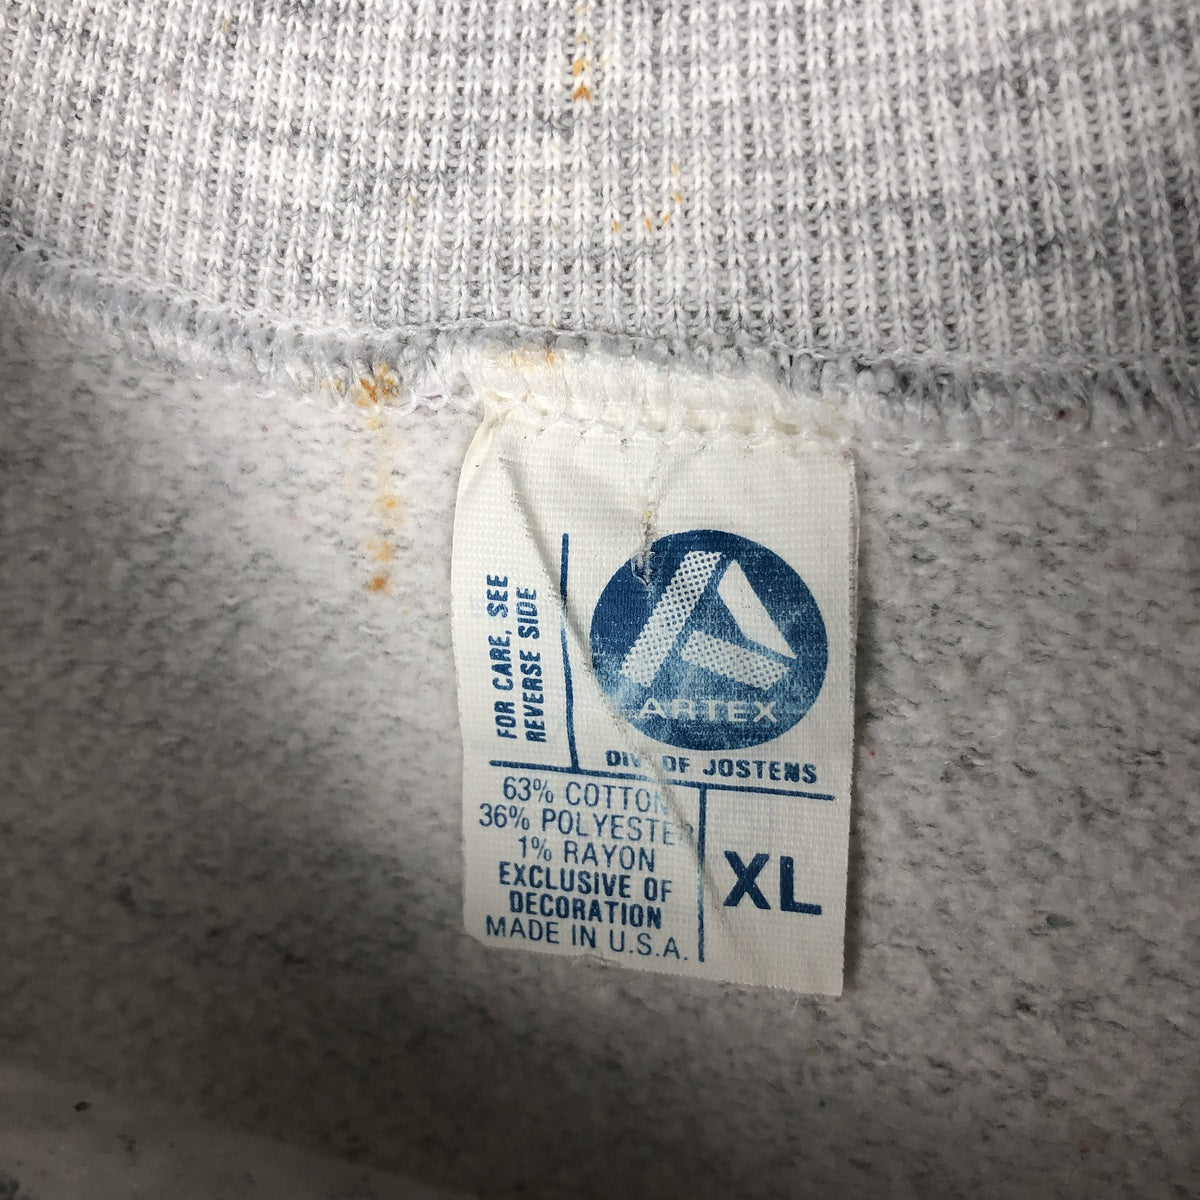 FOR CARE, SEE
REVERSE SIDE
ARTEX
DIV. OF JOSTENS
63% COTTON
36% POLYESTER
1% RAYON
EXCLUSIVE OF
DECORATION
MADE IN U.S.A.
XL